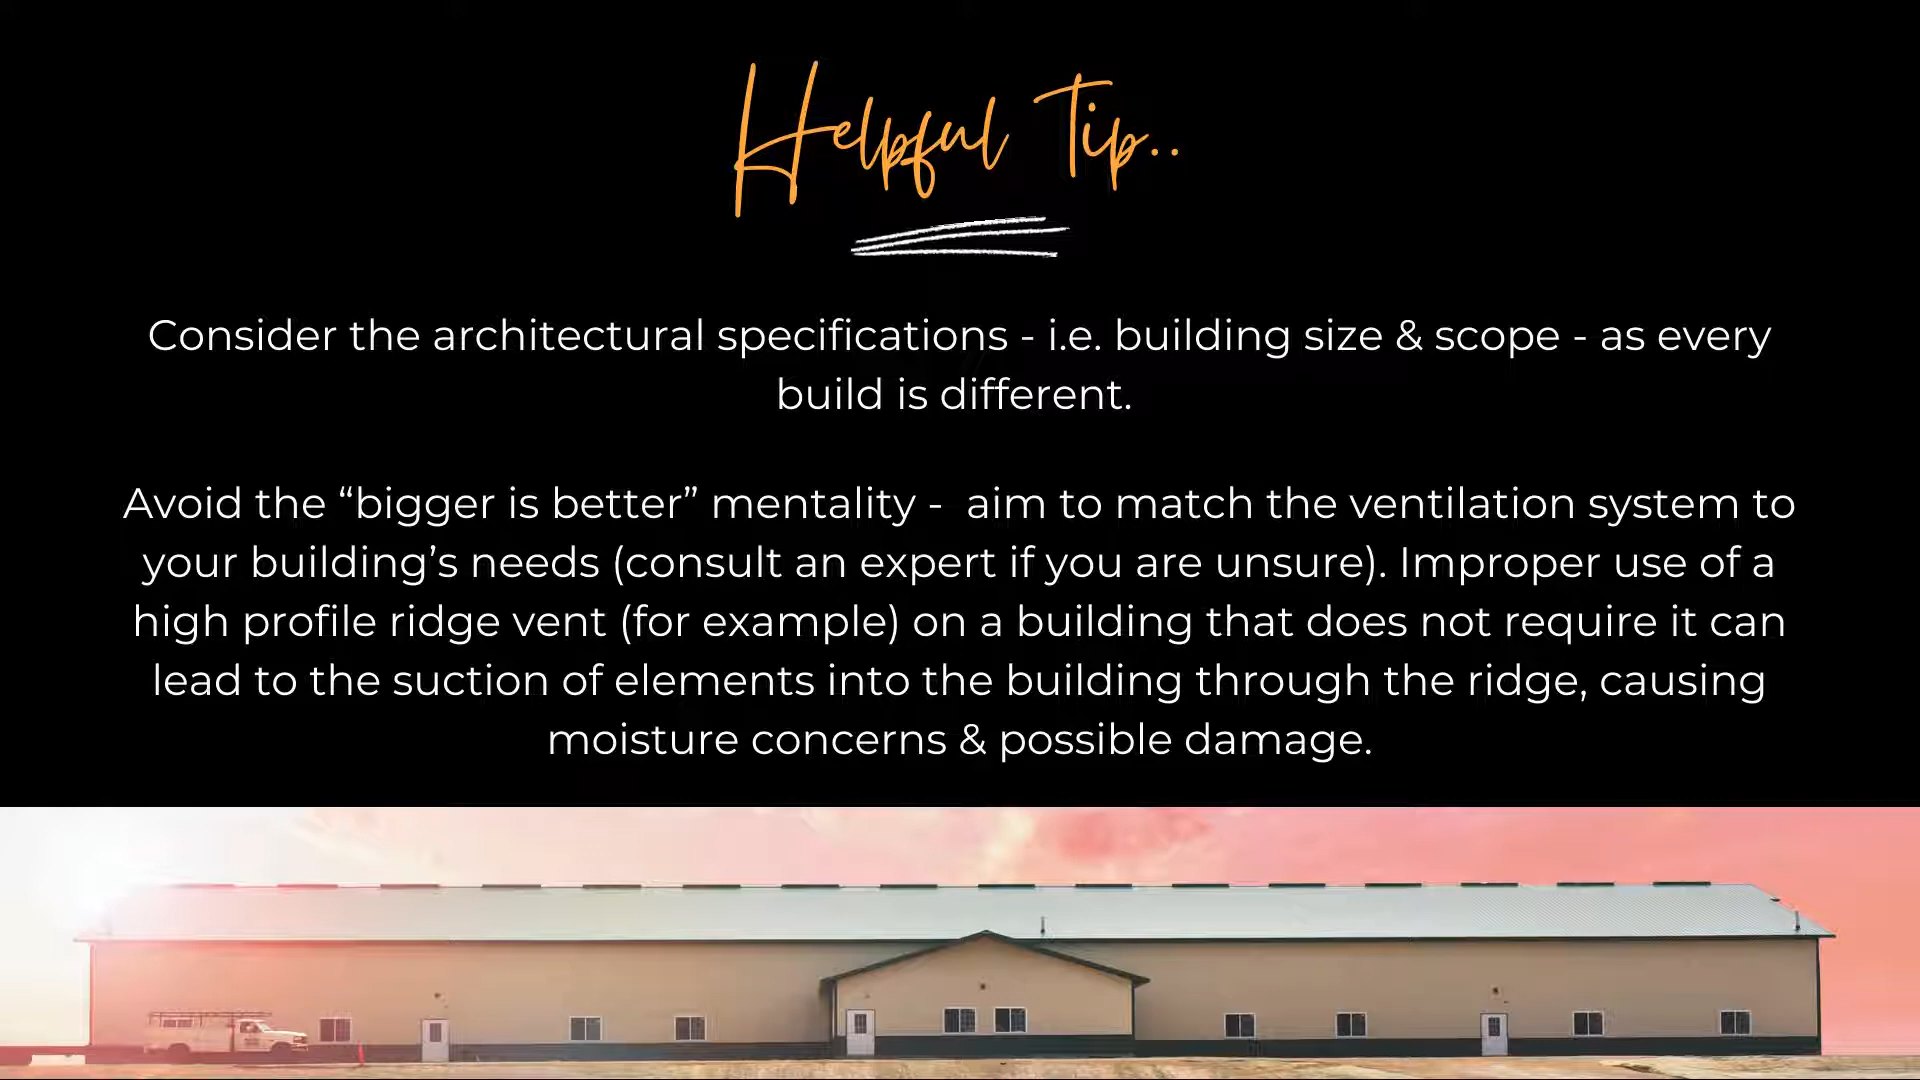 Helpful Tip..
Consider the architectural specifications - i.e. building size & scope - as every
build is different.
Avoid the “bigger is better” mentality -  aim to match the ventilation system to
your building’s needs (consult an expert if you are unsure). Improper use of a
high profile ridge vent (for example) on a building that does not require it can
lead to the suction of elements into the building through the ridge, causing
moisture concerns & possible damage.